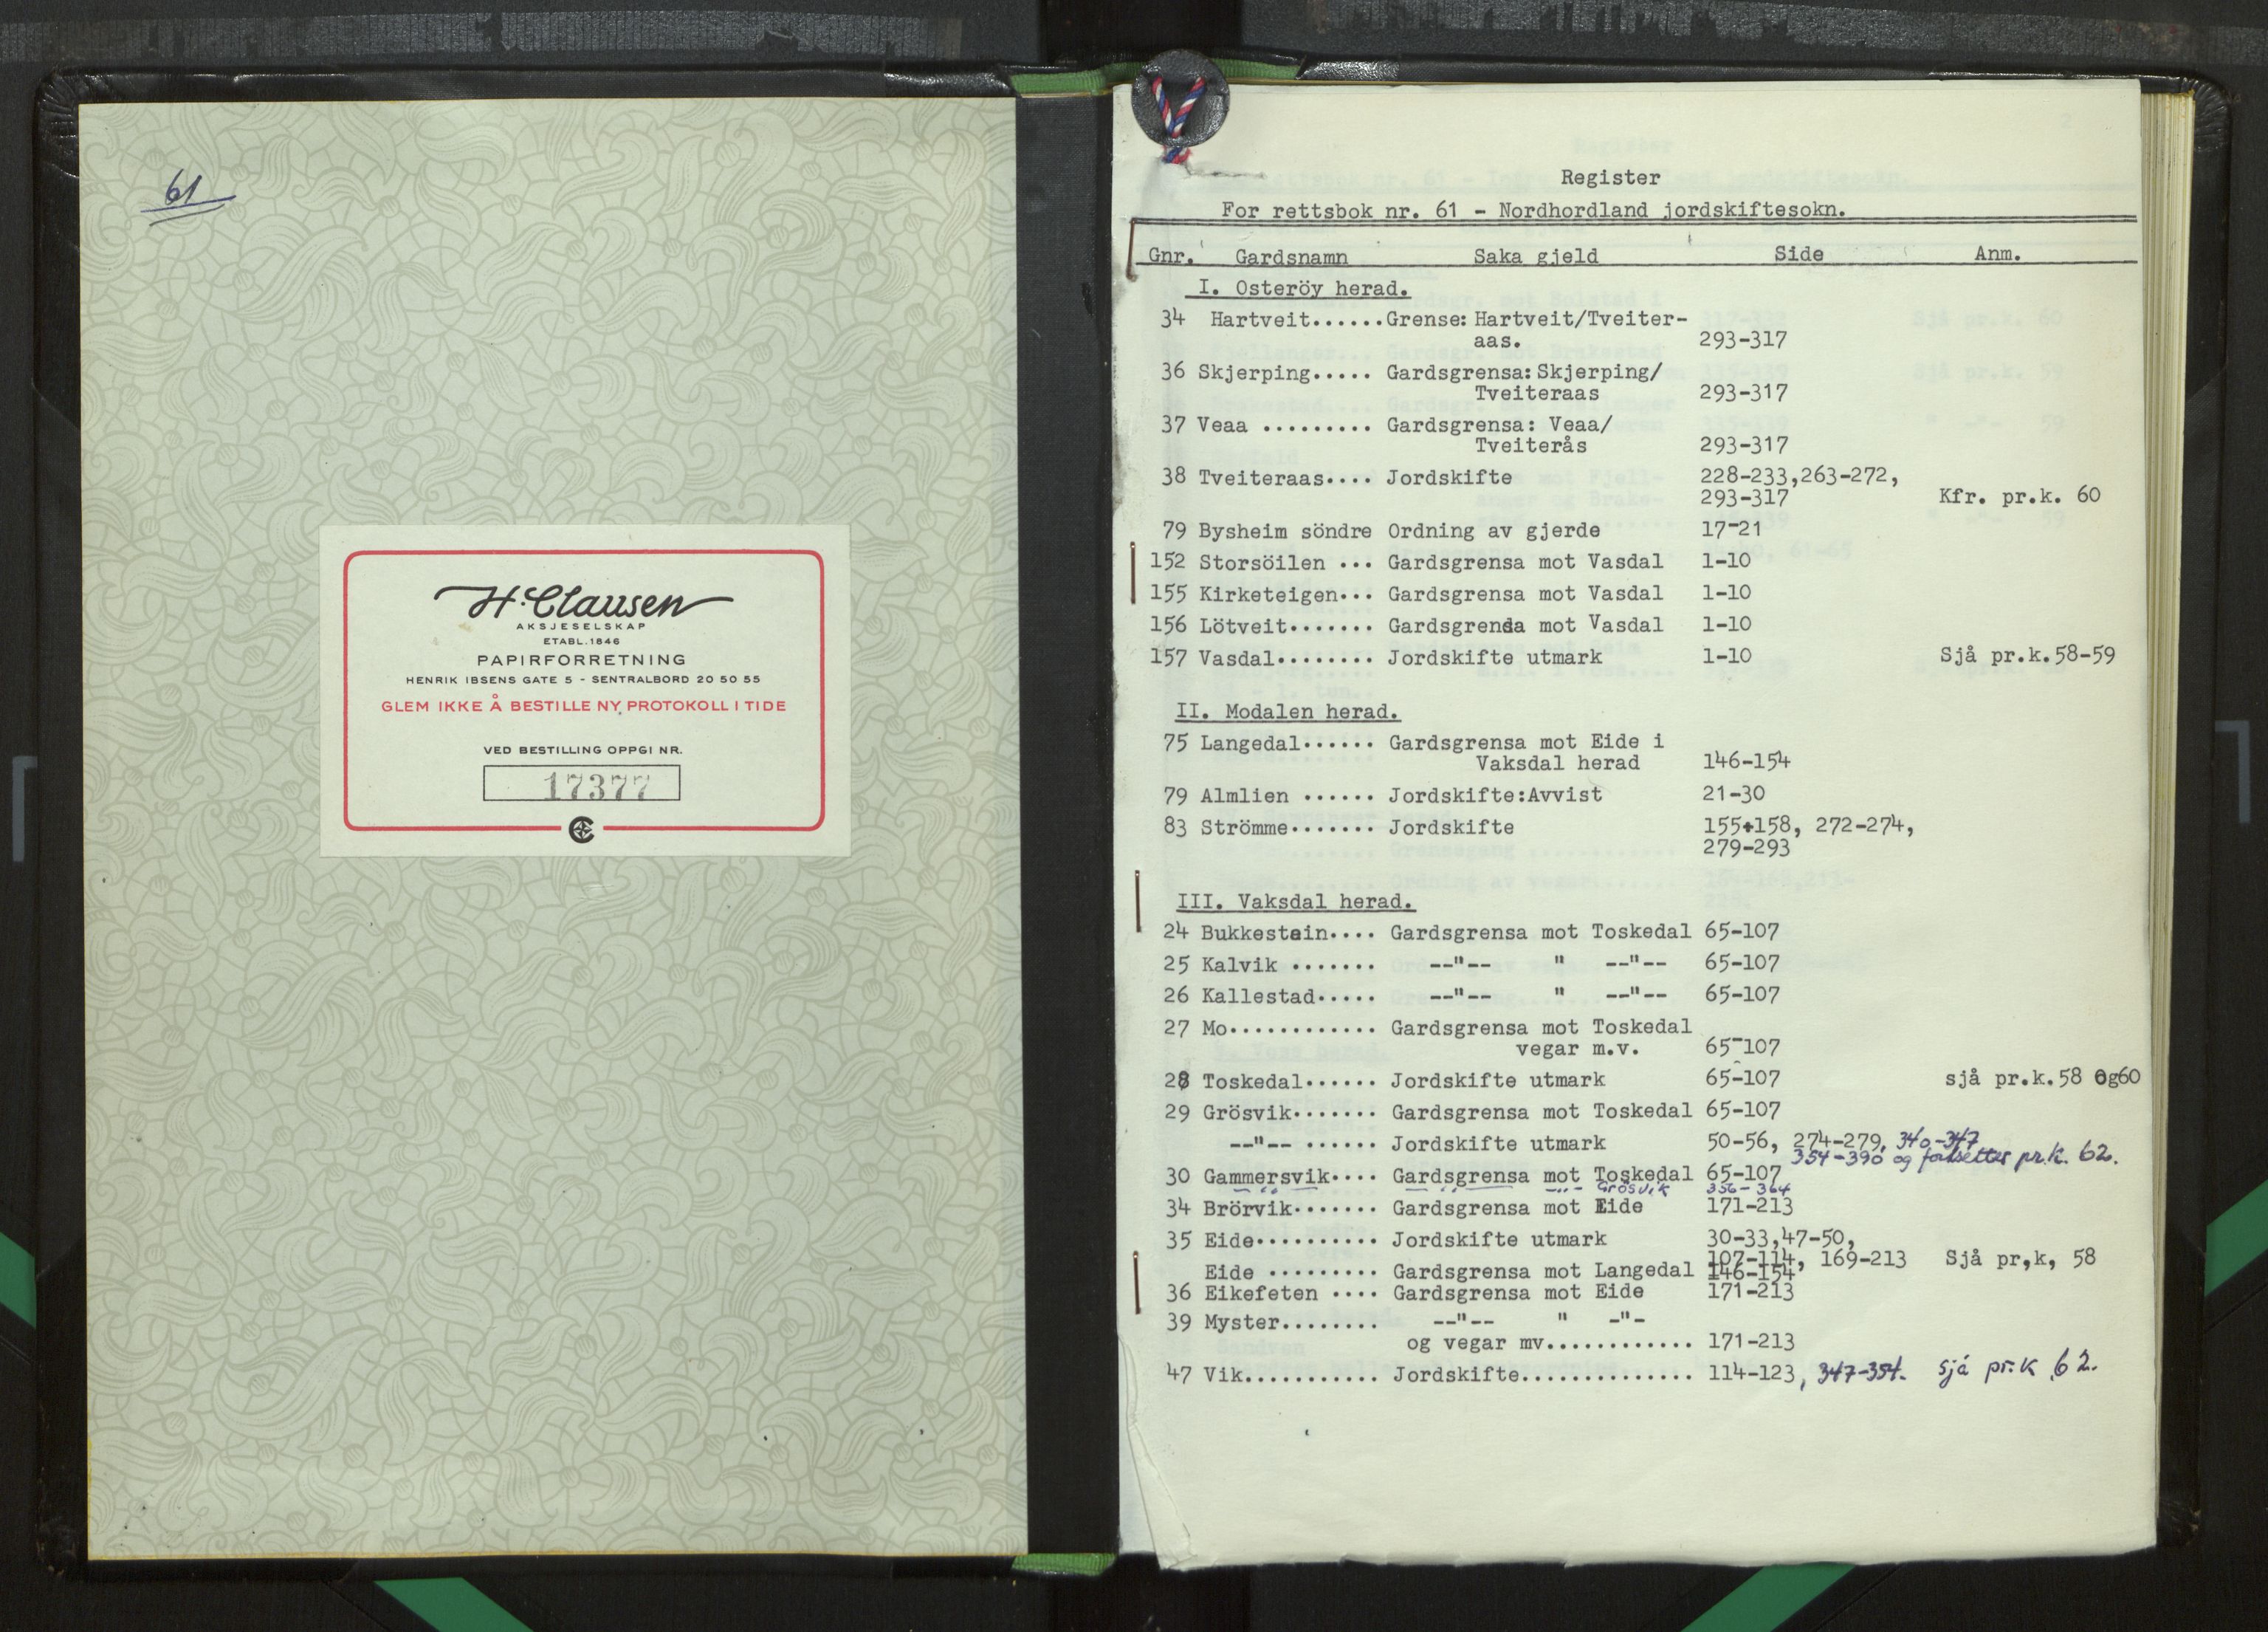 61
H. Clausen
AKSJESELSKAP
ETABL. 1846
PAPIRFORRETNING
HENRIK IBSENS GATE 5 - SENTRALBORD 20 50 55
GLEM IKKE Å BESTILLE NY PROTOKOLL I TIDE
VED BESTILLING OPPGI NR.
17377
Register
For rettsbok nr. 61 - Nordhordland jordskiftesokn.
Gnr. Gardsnamn Saka gjeld Side Anm.
I. Osteröy herad.
34 Hartveit......Grense: Hartveit/Tveiter-
aas. 293-317
36 Skjerping..... Gardsgrensa: Skjerping/
Tveiteraas 293-317
37 Veaa ......... Gardsgrensa: Veaa/
Tveiterås 293-317
38 Tveiteraas.... Jordskifte 228-233,263-272,
293-317 Kfr. pr.k. 60
79 Bysheim söndre Ordning av gjerde 17-21
152 Storsöilen ... Gardsgrensa mot Vasdal 1-10
155 Kirketeigen... Gardsgrensa mot Vasdal 1-10
156 Lötveit....... Gardsgrensa mot Vasdal 1-10
157 Vasdal........ Jordskifte utmark 1-10 Sjå pr.k.58-59
II. Modalen herad.
75 Langedal...... Gardsgrensa mot Eide i
Vaksdal herad 146-154
79 Almlien ...... Jordskifte:Avvist 21-30
83 Strömme....... Jordskifte 155+158, 272-274,
279-293
III. Vaksdal herad.
24 Bukkestein.... Gardsgrensa mot Toskedal 65-107
25 Kalvik ....... --"-- " --"-- 65-107
26 Kallestad..... --"-- " --"-- 65-107
27 Mo............ Gardsgrensa mot Toskedal
vegar m.v. 65-107
28 Toskedal...... Jordskifte utmark 65-107 sjå pr.k.58 og60
29 Grösvik....... Gardsgrensa mot Toskedal 65-107
--"-- ...... Jordskifte utmark 50-56, 274-279, 340-347
354-390 og fortsetter pr.k. 62.
30 Gammersvik.... Gardsgrensa mot Toskedal 65-107
— " — — " — — " — Grösvik 356-364
34 Brörvik....... Gardsgrensa mot Eide 171-213
35 Eide.......... Jordskifte utmark 30-33,47-50,
107-114, 169-213 Sjå pr,k, 58
Eide ......... Gardsgrensa mot Langedal 146-154
36 Eikefeten .... Gardsgrensa mot Eide 171-213
39 Myster........ --"-- " -"-
og vegar mv............ 171-213
47 Vik........... Jordskifte.............. 114-123, 347-354. Sjå pr.k 62.